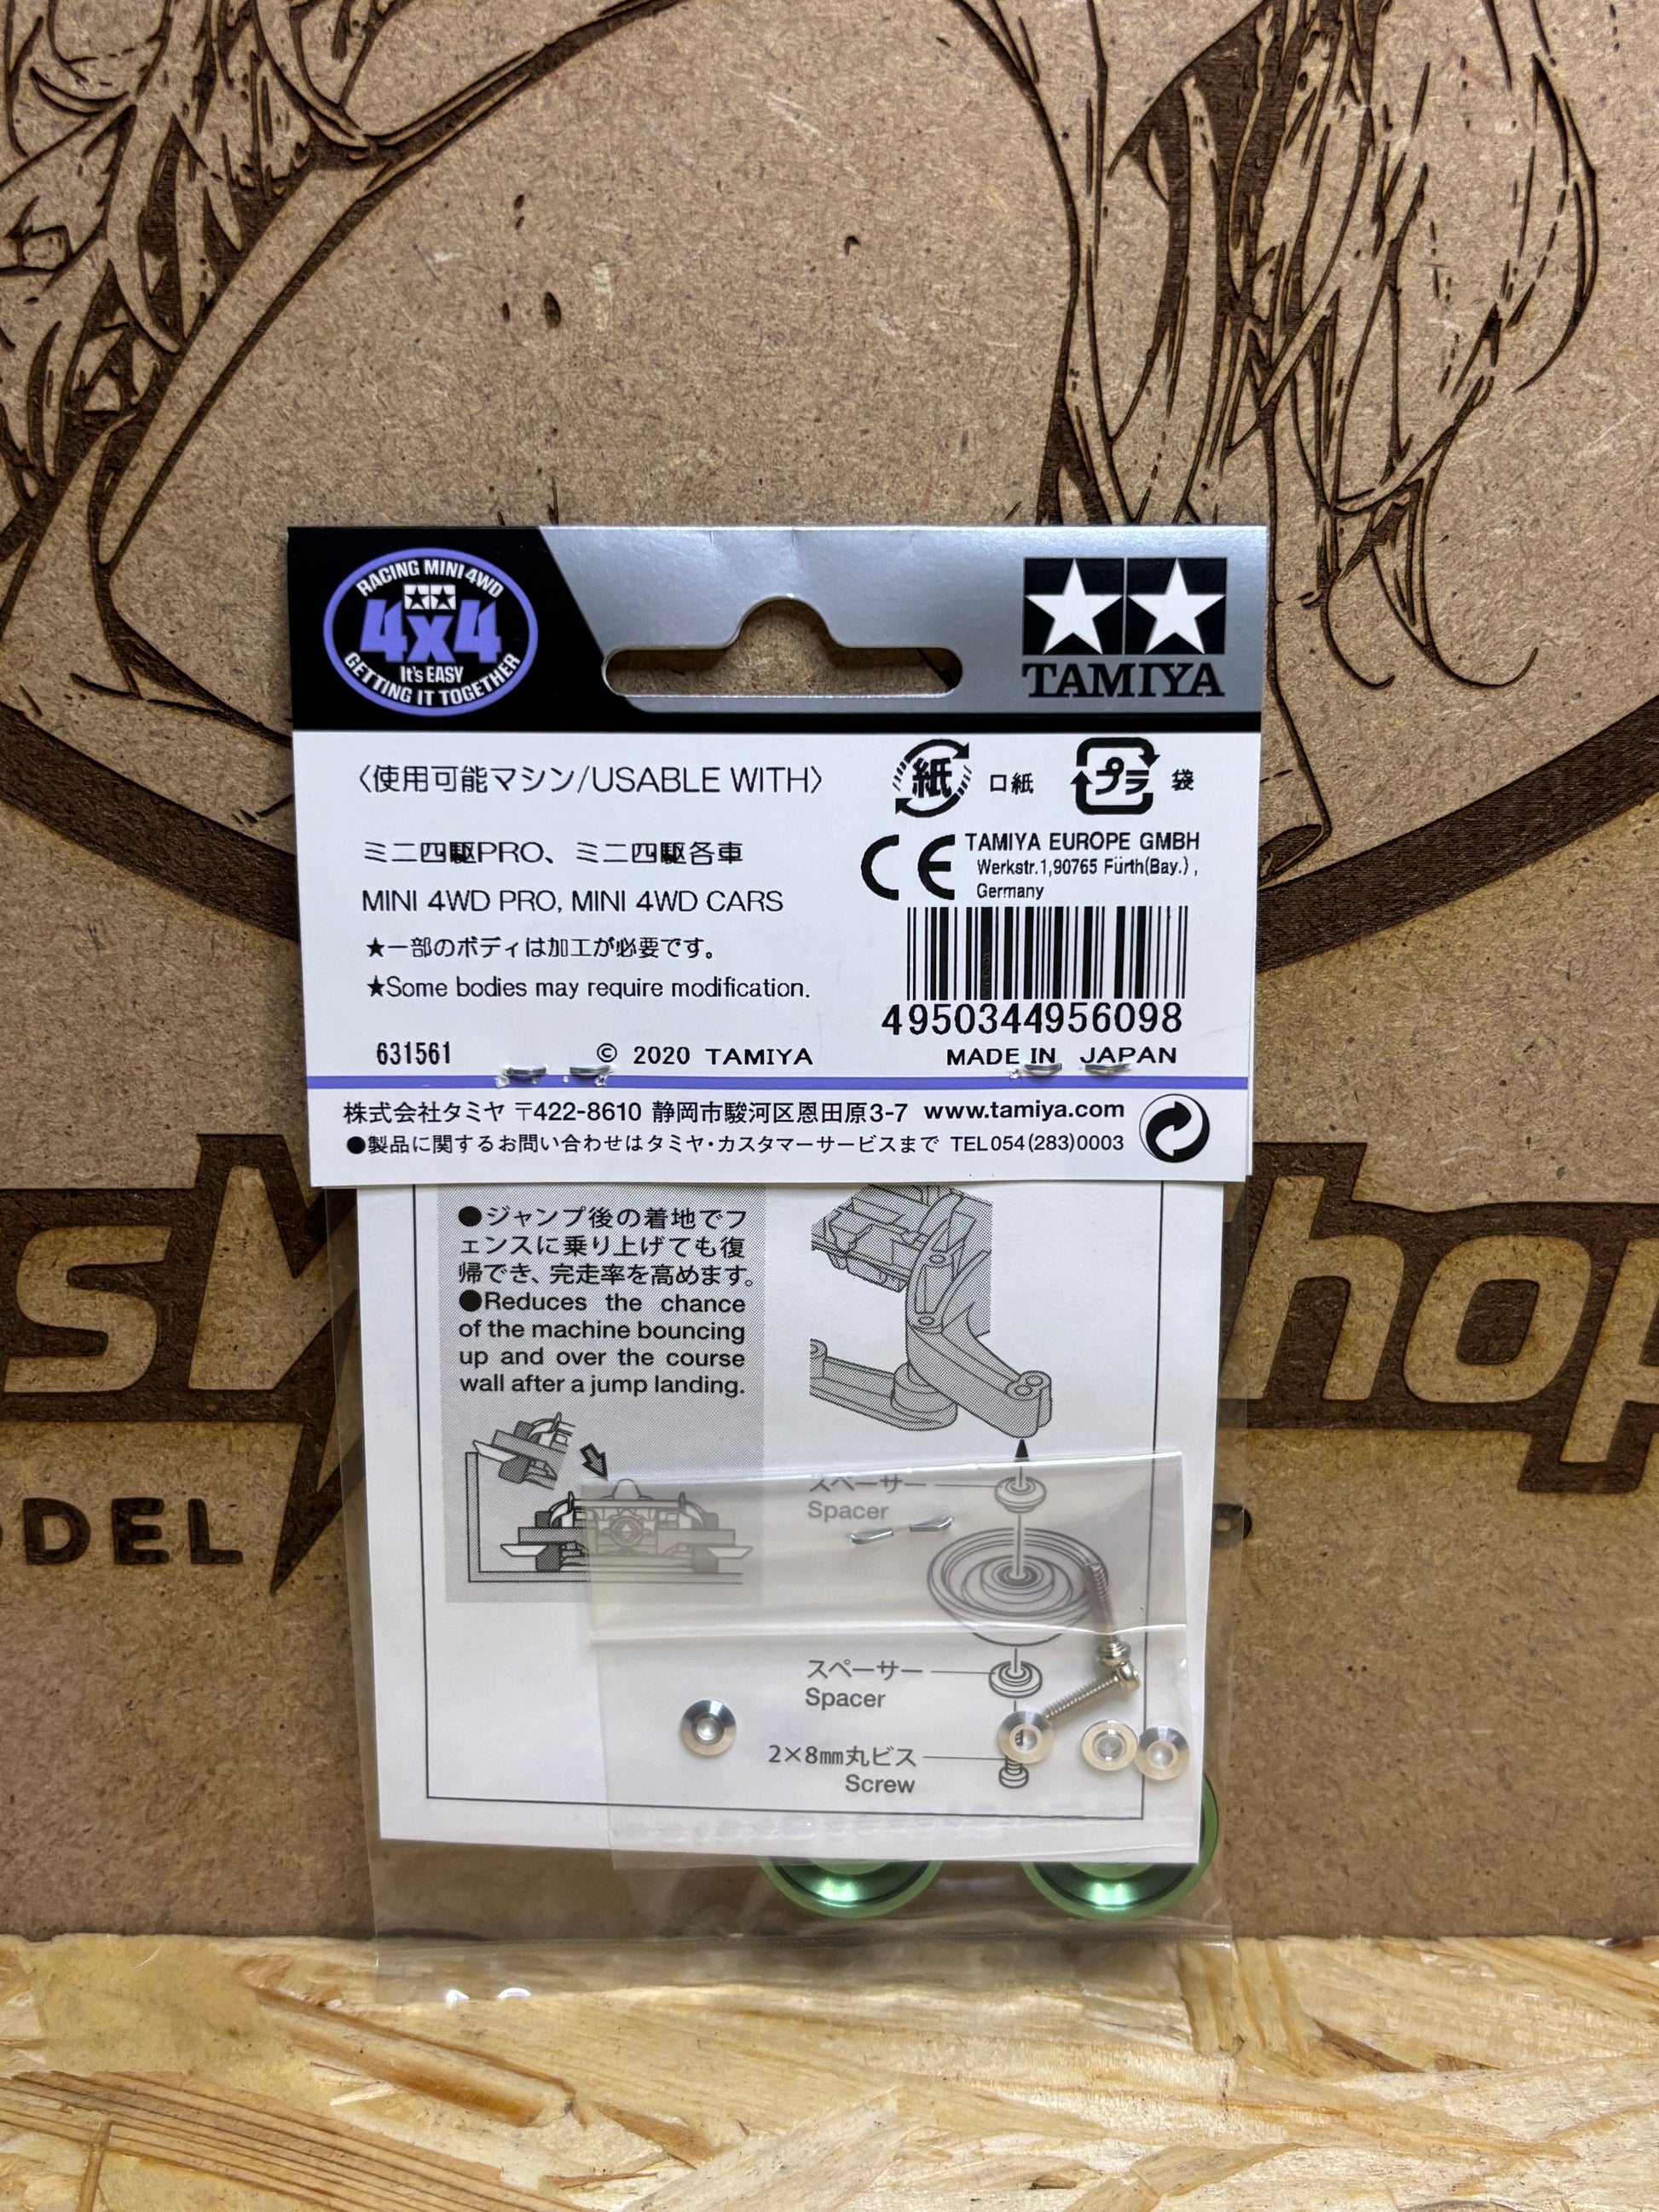 RACING MINI 4WD
4x4
It's EASY
GETTING IT TOGETHER
TAMIYA
〈使用可能マシン/USABLE WITH〉
紙 口紙 プラ 袋
ミニ四駆PRO、ミニ四駆各車
MINI 4WD PRO, MINI 4WD CARS
★一部のボディは加工が必要です。
★Some bodies may require modification.
CE TAMIYA EUROPE GMBH
Werkstr.1,90765 Fürth(Bay.),
Germany
4950344956098
631561 © 2020 TAMIYA MADE IN JAPAN
株式会社タミヤ 〒422-8610 静岡市駿河区恩田原3-7 www.tamiya.com
●製品に関するお問い合わせはタミヤ・カスタマーサービスまで TEL054(283)0003
●ジャンプ後の着地でフ
ェンスに乗り上げても復
帰でき、完走率を高めます。
●Reduces the chance
of the machine bouncing
up and over the course
wall after a jump landing.
スペーサー
Spacer
スペーサー
Spacer
2×8mm丸ビス
Screw
ODEL